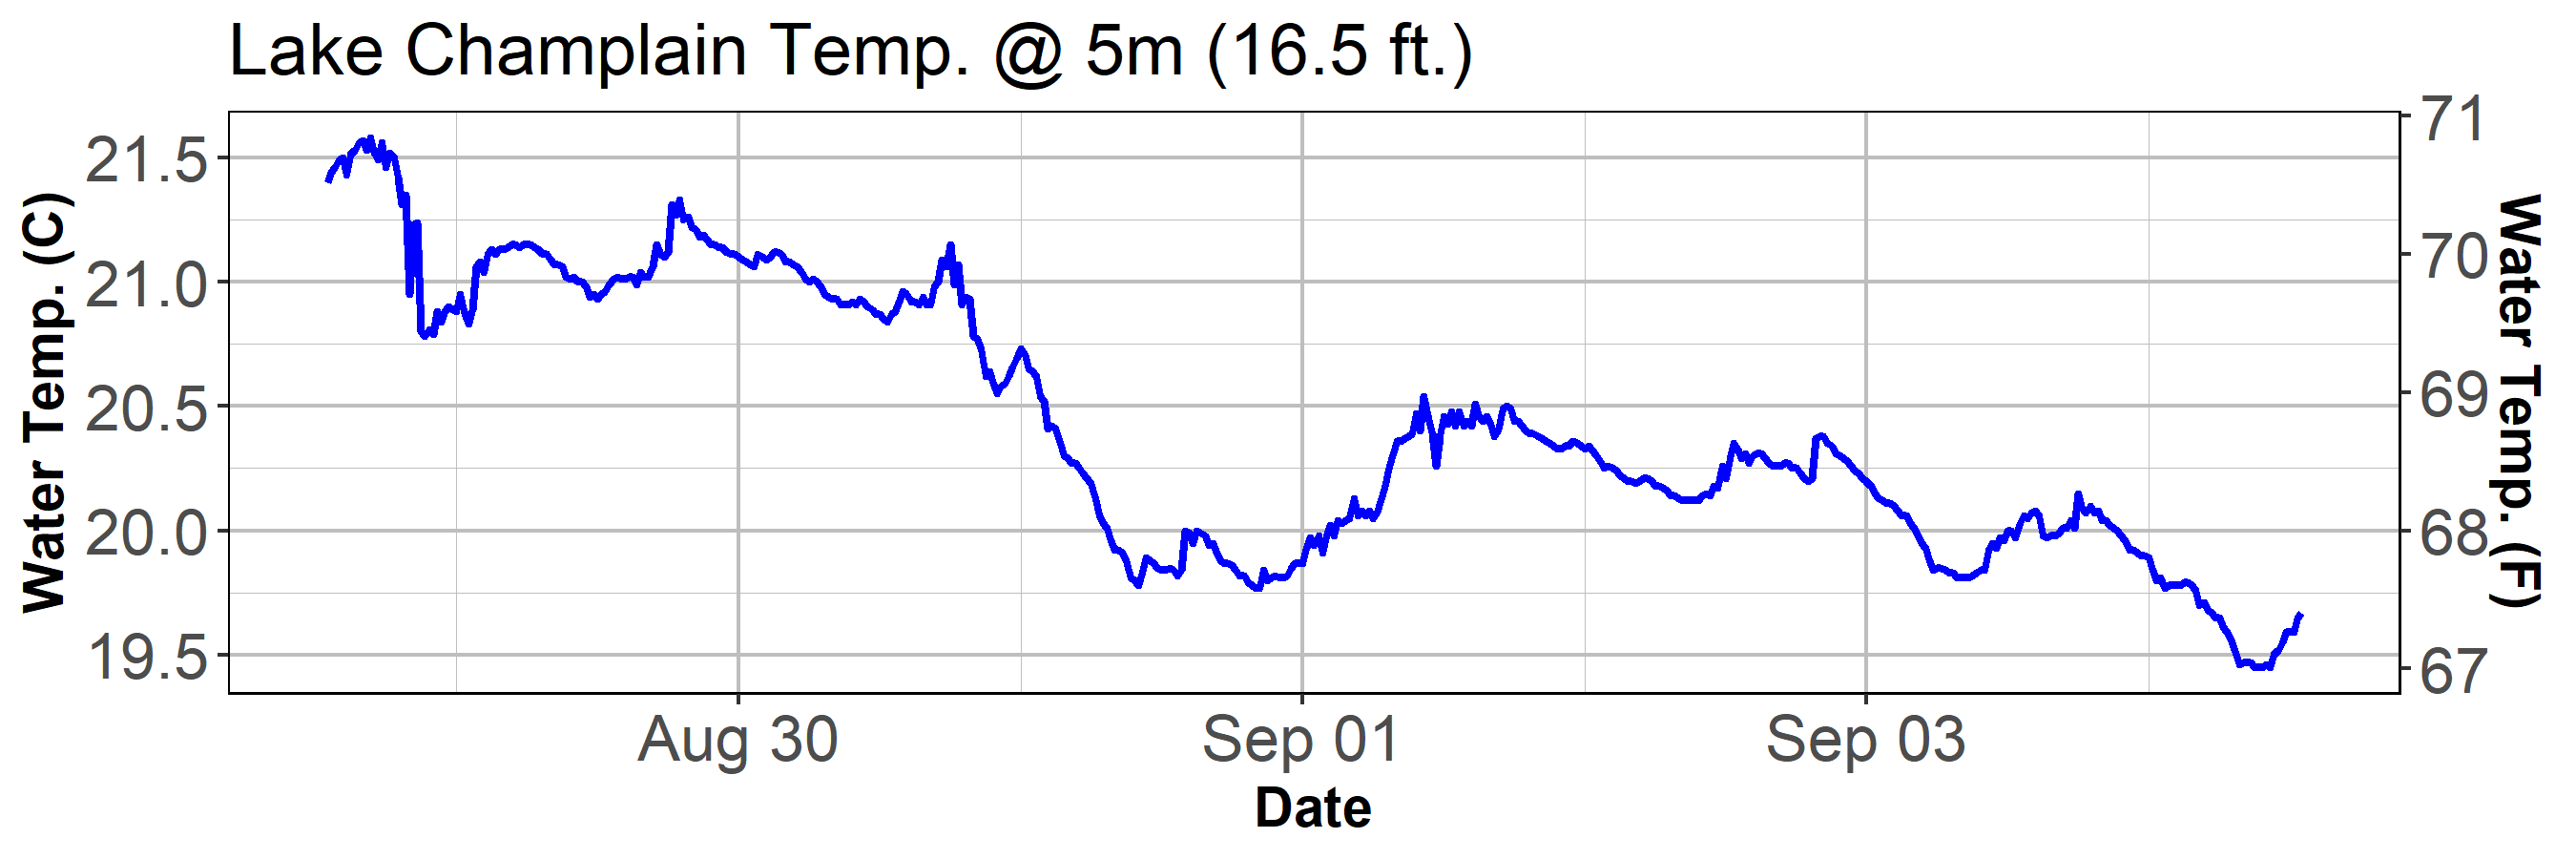 Lake Champlain Temp. @ 5m (16.5 ft.)
Water Temp. (C)
21.5
21.0
20.5
20.0
19.5
71
70
69
68
67
Water Temp. (F)
Aug 30
Sep 01
Sep 03
Date